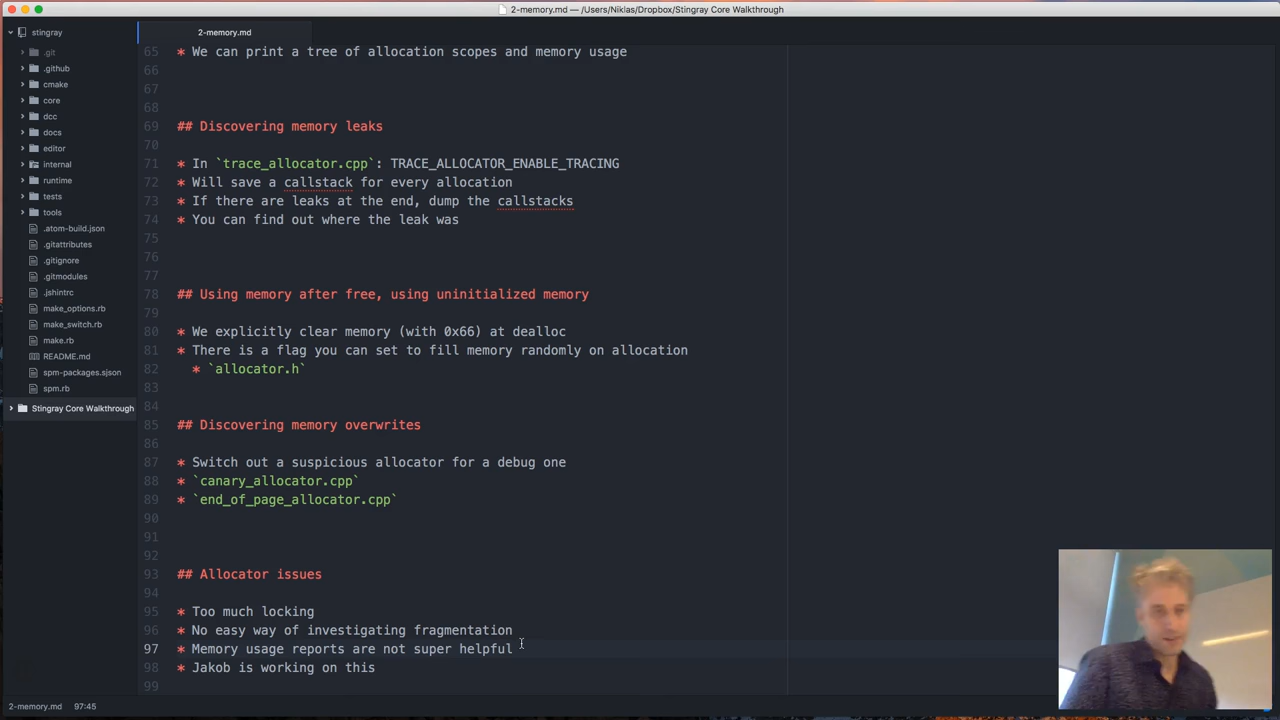 2-memory.md — /Users/Niklas/Dropbox/Stingray Core Walkthrough
stingray
.git
.github
cmake
core
dcc
docs
editor
internal
runtime
tests
tools
.atom-build.json
.gitattributes
.gitignore
.gitmodules
.jshintrc
make_options.rb
make_switch.rb
make.rb
README.md
spm-packages.sjson
spm.rb
Stingray Core Walkthrough
2-memory.md
65 * We can print a tree of allocation scopes and memory usage
66
67
68
69 ## Discovering memory leaks
70
71 * In `trace_allocator.cpp`: TRACE_ALLOCATOR_ENABLE_TRACING
72 * Will save a callstack for every allocation
73 * If there are leaks at the end, dump the callstacks
74 * You can find out where the leak was
75
76
77
78 ## Using memory after free, using uninitialized memory
79
80 * We explicitly clear memory (with 0x66) at dealloc
81 * There is a flag you can set to fill memory randomly on allocation
82 * `allocator.h`
83
84
85 ## Discovering memory overwrites
86
87 * Switch out a suspicious allocator for a debug one
88 * `canary_allocator.cpp`
89 * `end_of_page_allocator.cpp`
90
91
92
93 ## Allocator issues
94
95 * Too much locking
96 * No easy way of investigating fragmentation
97 * Memory usage reports are not super helpful
98 * Jakob is working on this
99
2-memory.md 97:45